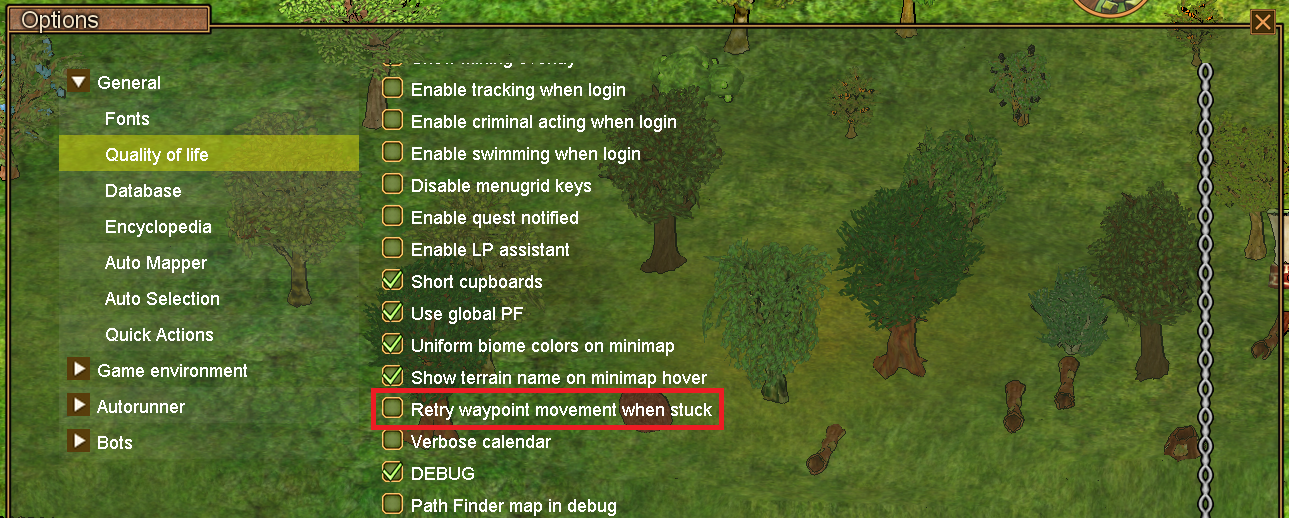 Options
General
Fonts
Quality of life
Database
Encyclopedia
Auto Mapper
Auto Selection
Quick Actions
Game environment
Autorunner
Bots
Show mining overlay
Enable tracking when login
Enable criminal acting when login
Enable swimming when login
Disable menugrid keys
Enable quest notified
Enable LP assistant
Short cupboards
Use global PF
Uniform biome colors on minimap
Show terrain name on minimap hover
Retry waypoint movement when stuck
Verbose calendar
DEBUG
Path Finder map in debug